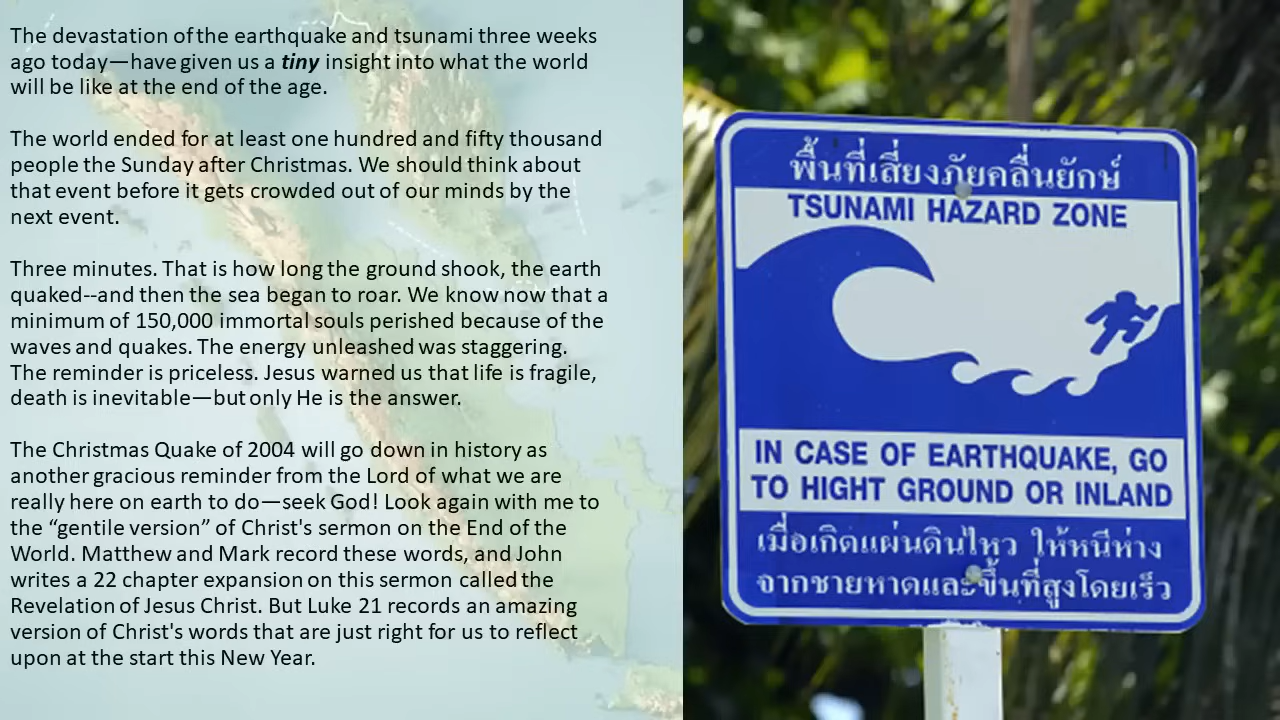 The devastation of the earthquake and tsunami three weeks
ago today—have given us a tiny insight into what the world
will be like at the end of the age.
The world ended for at least one hundred and fifty thousand
people the Sunday after Christmas. We should think about
that event before it gets crowded out of our minds by the
next event.
Three minutes. That is how long the ground shook, the earth
quaked--and then the sea began to roar. We know now that a
minimum of 150,000 immortal souls perished because of the
waves and quakes. The energy unleashed was staggering.
The reminder is priceless. Jesus warned us that life is fragile,
death is inevitable—but only He is the answer.
The Christmas Quake of 2004 will go down in history as
another gracious reminder from the Lord of what we are
really here on earth to do—seek God! Look again with me to
the “gentile version” of Christ's sermon on the End of the
World. Matthew and Mark record these words, and John
writes a 22 chapter expansion on this sermon called the
Revelation of Jesus Christ. But Luke 21 records an amazing
version of Christ's words that are just right for us to reflect
upon at the start this New Year.
พื้นที่เสี่ยงภัยคลื่นยักษ์
TSUNAMI HAZARD ZONE
IN CASE OF EARTHQUAKE, GO
TO HIGHT GROUND OR INLAND
เมื่อเกิดแผ่นดินไหว ให้หนีห่าง
จากชายหาดและขึ้นที่สูงโดยเร็ว